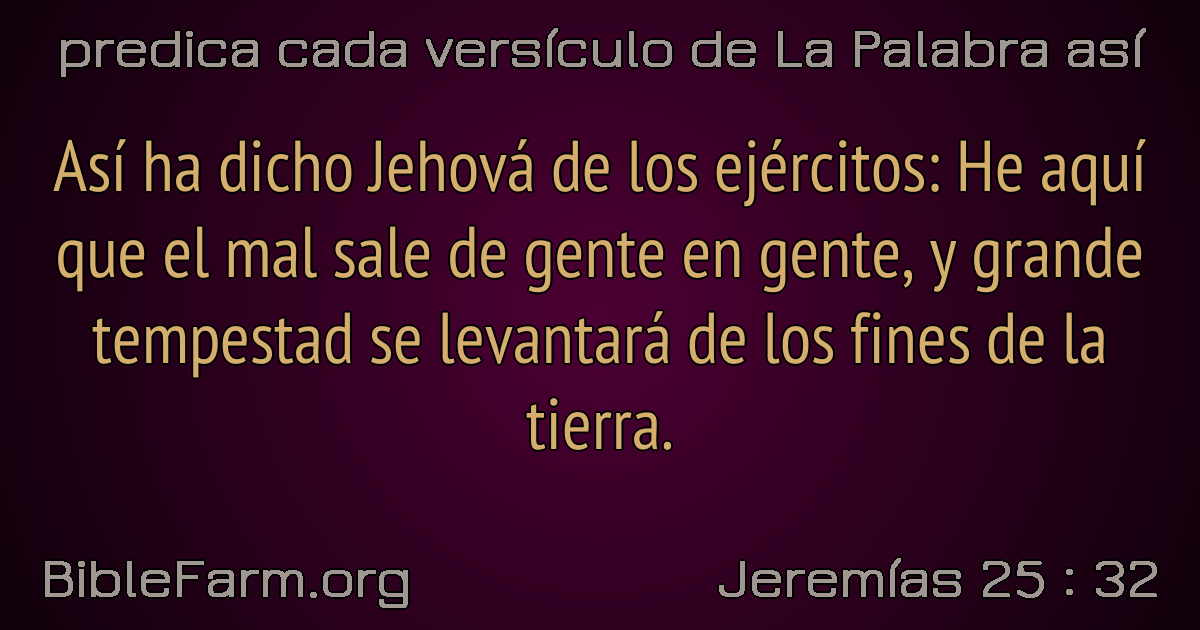 predica cada versículo de La Palabra así
Así ha dicho Jehová de los ejércitos: He aquí
que el mal sale de gente en gente, y grande
tempestad se levantará de los fines de la
tierra.
BibleFarm.org
Jeremías 25 : 32